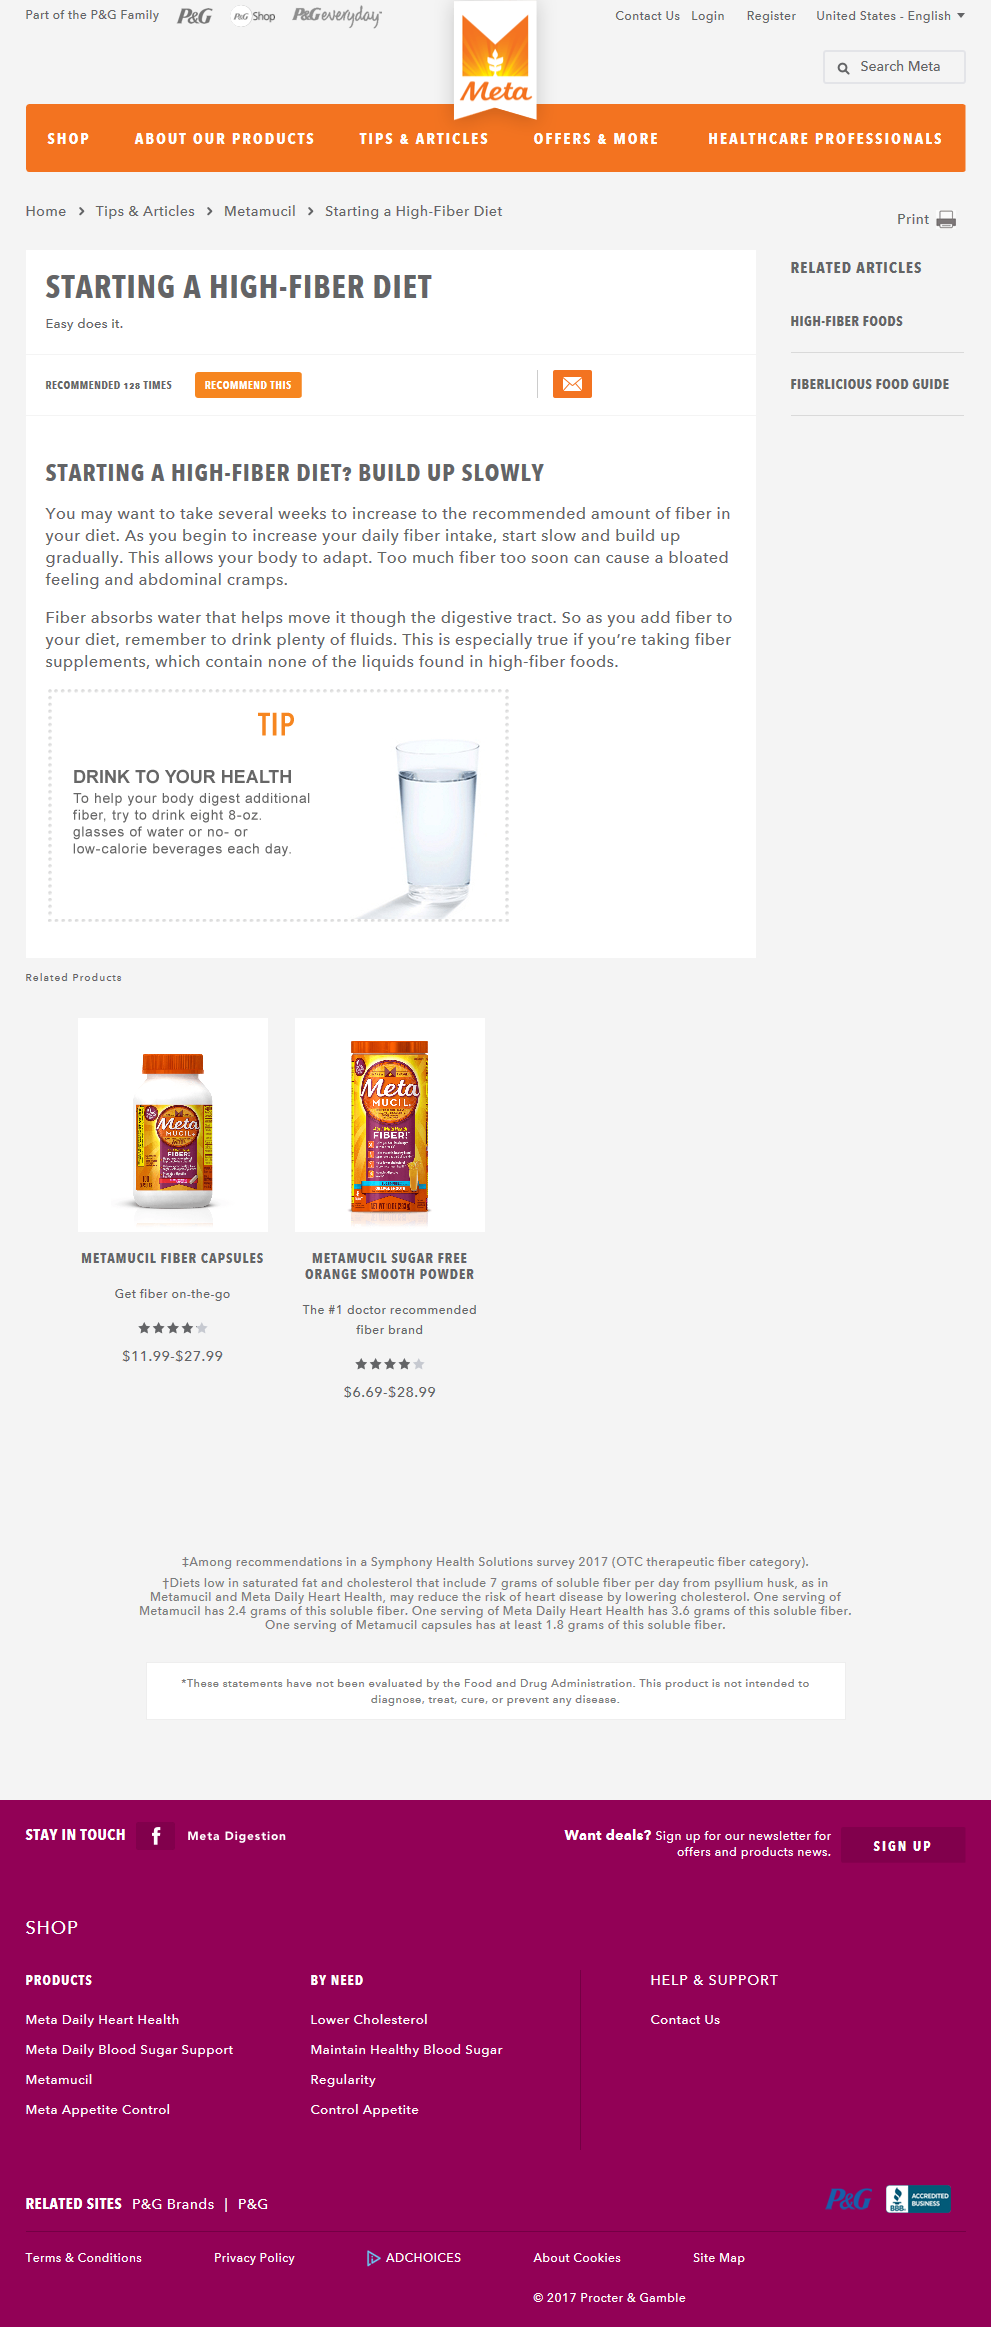 Part of the P&G Family P&G P&G Shop P&G everyday
Contact Us Login Register United States - English
Meta
Search Meta
SHOP ABOUT OUR PRODUCTS TIPS & ARTICLES OFFERS & MORE HEALTHCARE PROFESSIONALS
Home > Tips & Articles > Metamucil > Starting a High-Fiber Diet
Print
STARTING A HIGH-FIBER DIET
Easy does it.
RECOMMENDED 128 TIMES RECOMMEND THIS
RELATED ARTICLES
HIGH-FIBER FOODS
FIBERLICIOUS FOOD GUIDE
STARTING A HIGH-FIBER DIET? BUILD UP SLOWLY
You may want to take several weeks to increase to the recommended amount of fiber in
your diet. As you begin to increase your daily fiber intake, start slow and build up
gradually. This allows your body to adapt. Too much fiber too soon can cause a bloated
feeling and abdominal cramps.
Fiber absorbs water that helps move it though the digestive tract. So as you add fiber to
your diet, remember to drink plenty of fluids. This is especially true if you’re taking fiber
supplements, which contain none of the liquids found in high-fiber foods.
TIP
DRINK TO YOUR HEALTH
To help your body digest additional
fiber, try to drink eight 8-oz.
glasses of water or no- or
low-calorie beverages each day.
Related Products
Meta
MUCIL
FIBER!
Meta
MUCIL
FIBER!
METAMUCIL FIBER CAPSULES
Get fiber on-the-go
$11.99-$27.99
METAMUCIL SUGAR FREE
ORANGE SMOOTH POWDER
The #1 doctor recommended
fiber brand
$6.69-$28.99
‡Among recommendations in a Symphony Health Solutions survey 2017 (OTC therapeutic fiber category).
†Diets low in saturated fat and cholesterol that include 7 grams of soluble fiber per day from psyllium husk, as in
Metamucil and Meta Daily Heart Health, may reduce the risk of heart disease by lowering cholesterol. One serving of
Metamucil has 2.4 grams of this soluble fiber. One serving of Meta Daily Heart Health has 3.6 grams of this soluble fiber.
One serving of Metamucil capsules has at least 1.8 grams of this soluble fiber.
*These statements have not been evaluated by the Food and Drug Administration. This product is not intended to
diagnose, treat, cure, or prevent any disease.
STAY IN TOUCH f Meta Digestion
Want deals? Sign up for our newsletter for
offers and products news.
SIGN UP
SHOP
PRODUCTS
Meta Daily Heart Health
Meta Daily Blood Sugar Support
Metamucil
Meta Appetite Control
BY NEED
Lower Cholesterol
Maintain Healthy Blood Sugar
Regularity
Control Appetite
HELP & SUPPORT
Contact Us
RELATED SITES P&G Brands | P&G
P&G BBB. ACCREDITED
BUSINESS
Terms & Conditions Privacy Policy ADCHOICES About Cookies Site Map
© 2017 Procter & Gamble